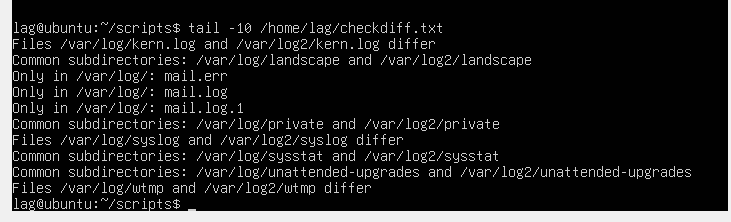 lag@ubuntu:~/scripts$ tail -10 /home/lag/checkdiff.txt
Files /var/log/kern.log and /var/log2/kern.log differ
Common subdirectories: /var/log/landscape and /var/log2/landscape
Only in /var/log/: mail.err
Only in /var/log/: mail.log
Only in /var/log/: mail.log.1
Common subdirectories: /var/log/private and /var/log2/private
Files /var/log/syslog and /var/log2/syslog differ
Common subdirectories: /var/log/sysstat and /var/log2/sysstat
Common subdirectories: /var/log/unattended-upgrades and /var/log2/unattended-upgrades
Files /var/log/wtmp and /var/log2/wtmp differ
lag@ubuntu:~/scripts$ _